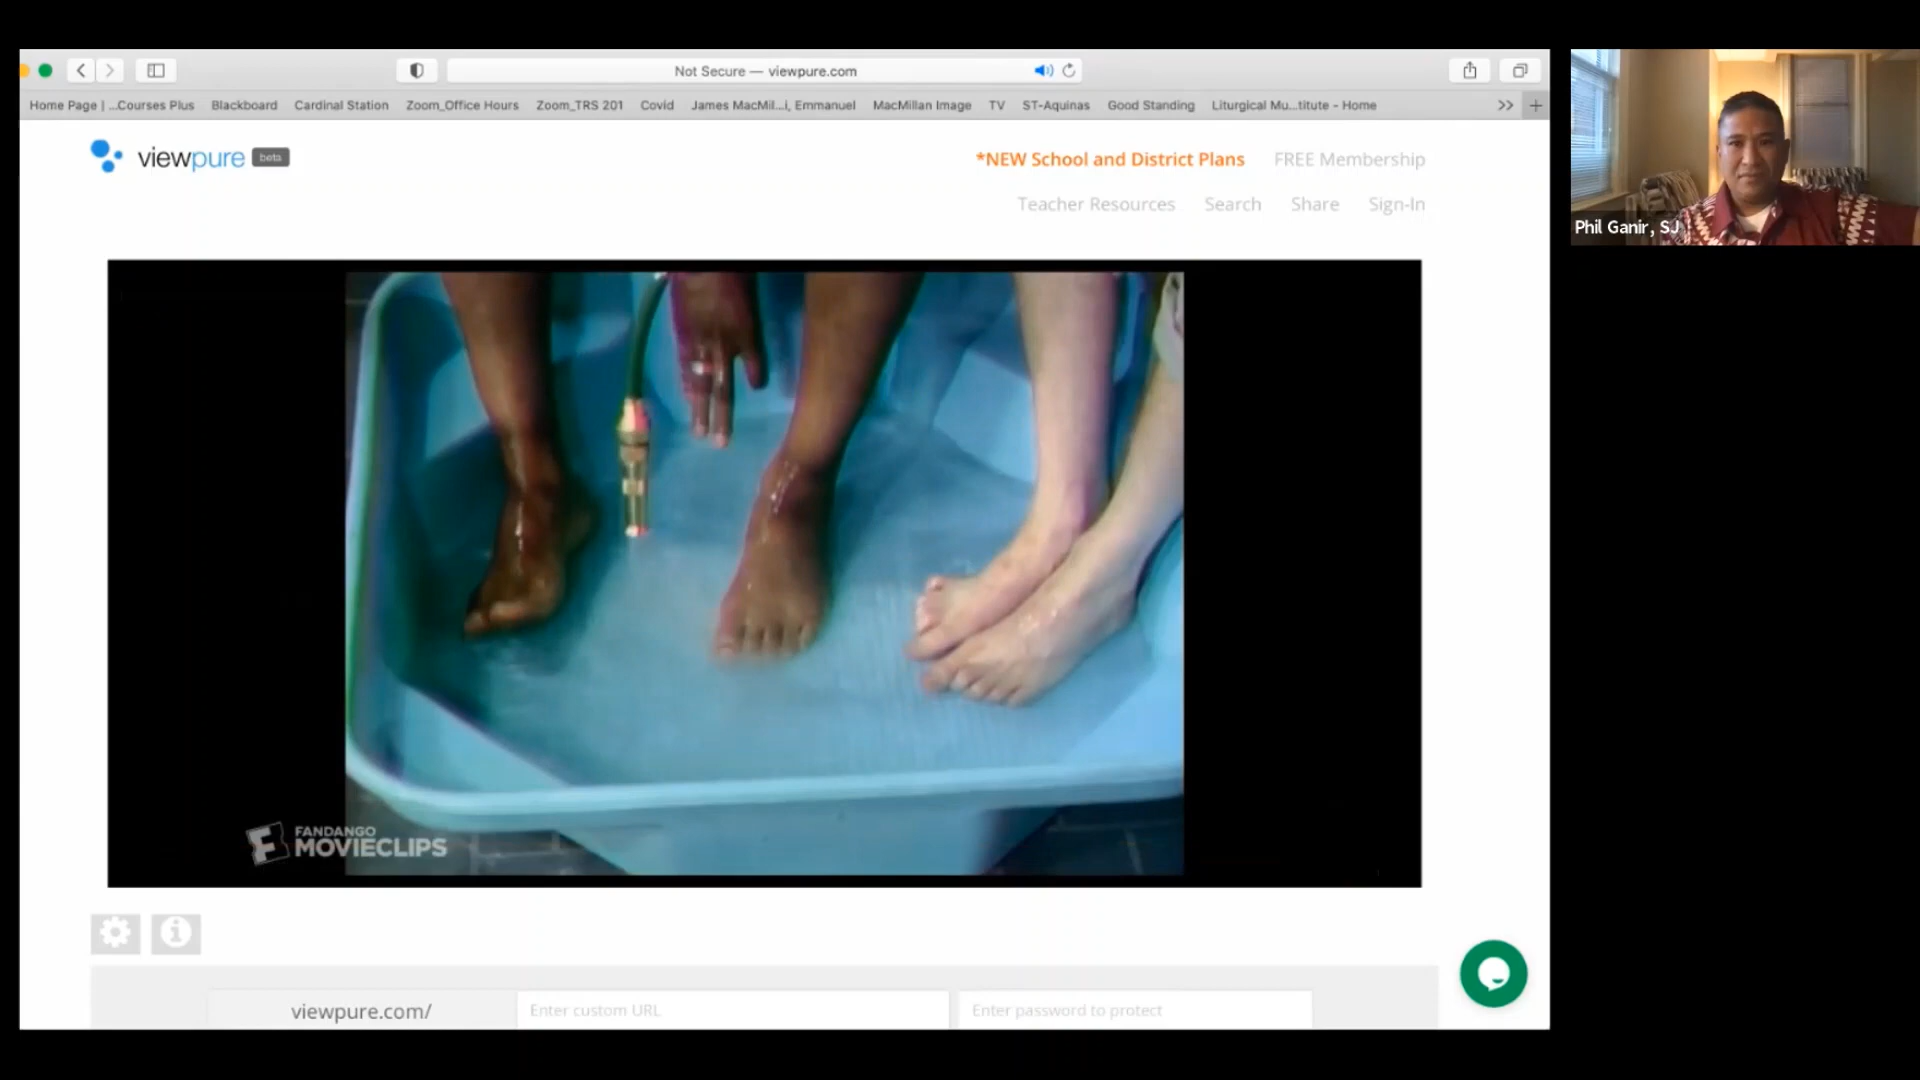 Not Secure — viewpure.com
Home Page | ...Courses Plus Blackboard Cardinal Station Zoom_Office Hours Zoom_TRS 201 Covid James MacMil...i, Emmanuel MacMillan Image TV ST-Aquinas Good Standing Liturgical Mu...titute - Home >> +
viewpure beta
*NEW School and District Plans FREE Membership
Teacher Resources Search Share Sign-In
Phil Ganir, SJ
FANDANGO
MOVIECLIPS
viewpure.com/ Enter custom URL Enter password to protect